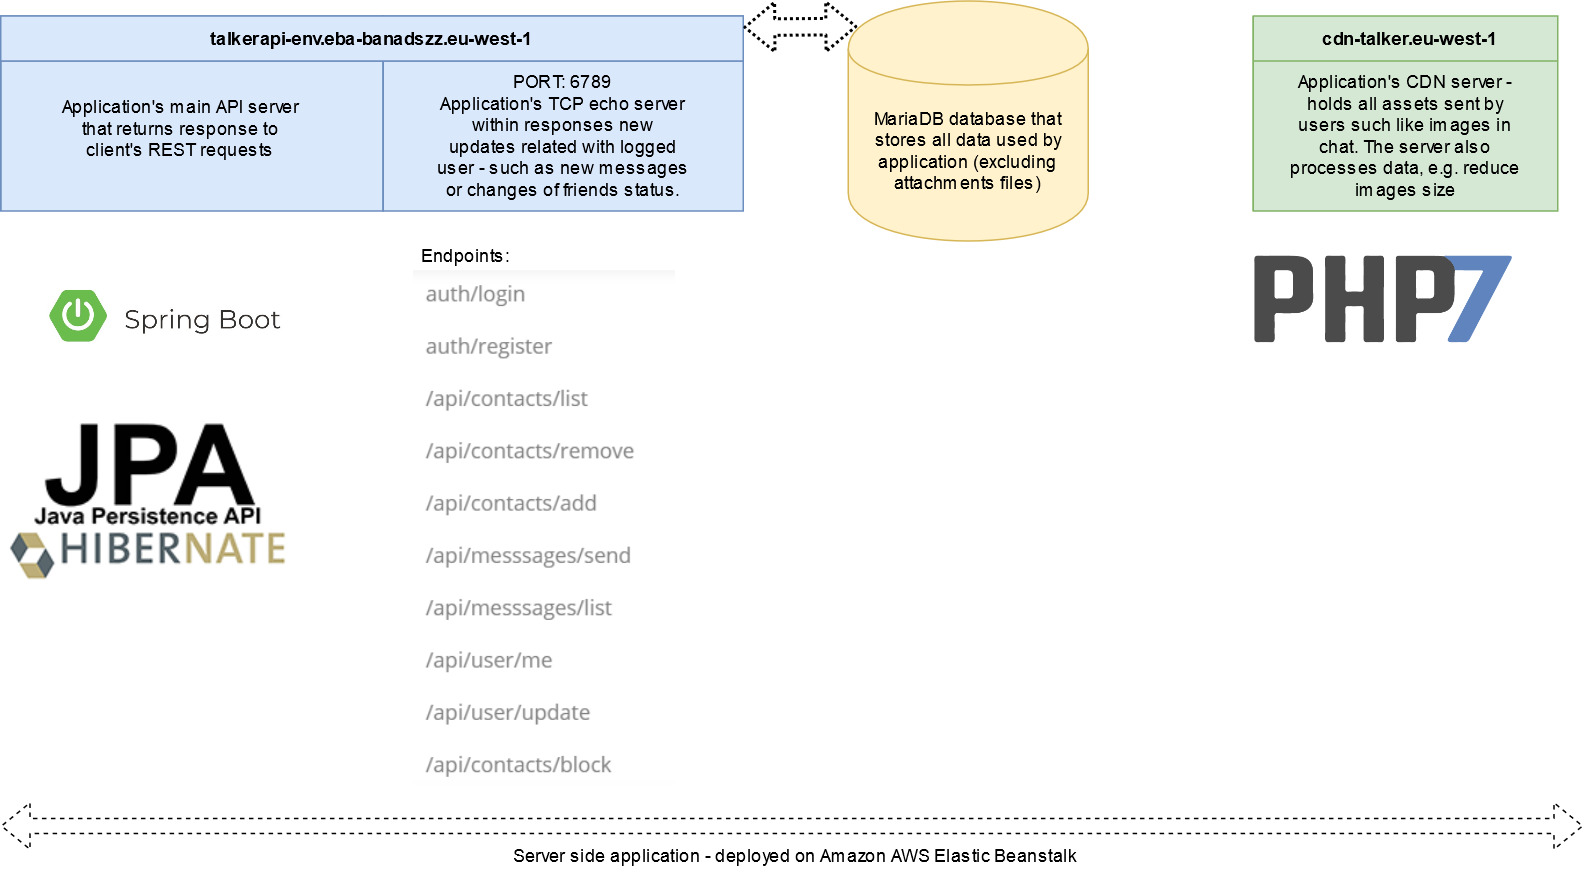 talkerapi-env.eba-banadszz.eu-west-1
Application's main API server
that returns response to
client's REST requests
PORT: 6789
Application's TCP echo server
within responses new
updates related with logged
user - such as new messages
or changes of friends status.
MariaDB database that
stores all data used by
application (excluding
attachments files)
cdn-talker.eu-west-1
Application's CDN server -
holds all assets sent by
users such like images in
chat. The server also
processes data, e.g. reduce
images size
Spring Boot
JPA
Java Persistence API
HIBERNATE
Endpoints:
auth/login
auth/register
/api/contacts/list
/api/contacts/remove
/api/contacts/add
/api/messsages/send
/api/messsages/list
/api/user/me
/api/user/update
/api/contacts/block
PHP7
Server side application - deployed on Amazon AWS Elastic Beanstalk